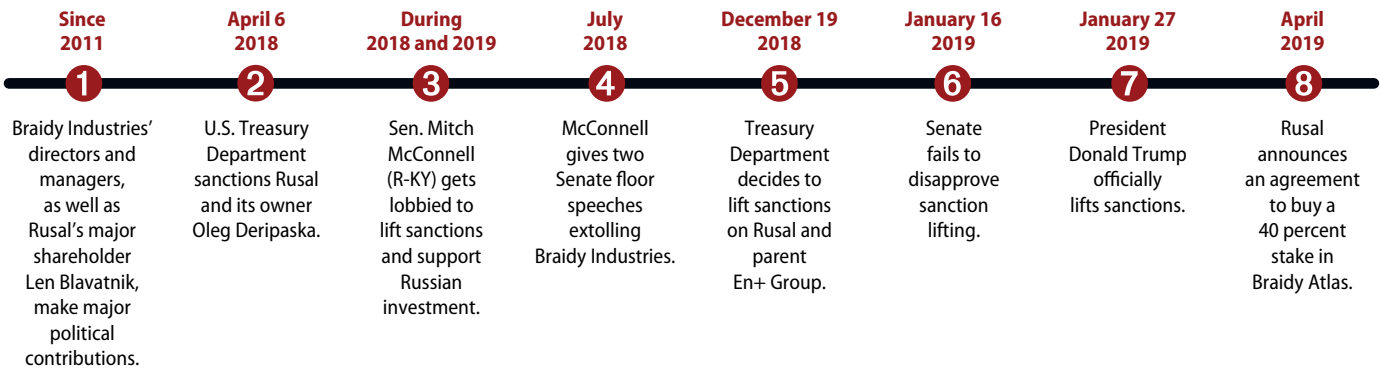 Since
2011
1
Braidy Industries’
directors and
managers,
as well as
Rusal’s major
shareholder
Len Blavatnik,
make major
political
contributions.
April 6
2018
2
U.S. Treasury
Department
sanctions Rusal
and its owner
Oleg Deripaska.
During
2018 and 2019
3
Sen. Mitch
McConnell
(R-KY) gets
lobbied to
lift sanctions
and support
Russian
investment.
July
2018
4
McConnell
gives two
Senate floor
speeches
extolling
Braidy Industries.
December 19
2018
5
Treasury
Department
decides to
lift sanctions
on Rusal and
parent
En+ Group.
January 16
2019
6
Senate
fails to
disapprove
sanction
lifting.
January 27
2019
7
President
Donald Trump
officially
lifts sanctions.
April
2019
8
Rusal
announces
an agreement
to buy a
40 percent
stake in
Braidy Atlas.